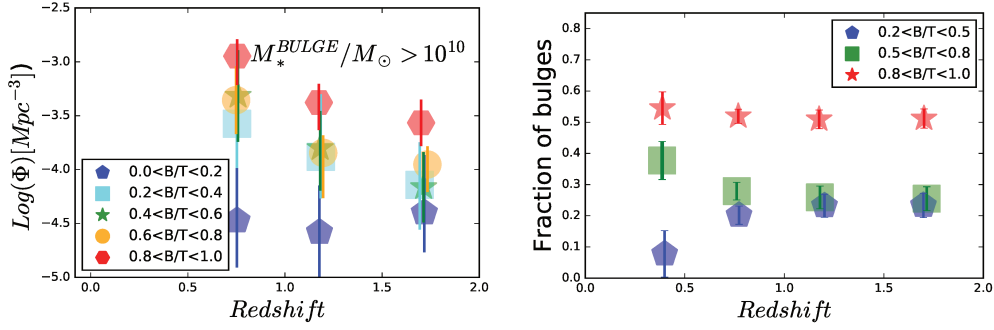 −2.5
−3.0
−3.5
−4.0
−4.5
−5.0
Log(Φ)[Mpc⁻³])
M_*^{BULGE}/M_⊙ > 10^{10}
0.0<B/T<0.2
0.2<B/T<0.4
0.4<B/T<0.6
0.6<B/T<0.8
0.8<B/T<1.0
0.0 0.5 1.0 1.5 2.0
Redshift
0.8
0.7
0.6
0.5
0.4
0.3
0.2
0.1
0.0
Fraction of bulges
0.2<B/T<0.5
0.5<B/T<0.8
0.8<B/T<1.0
0.0 0.5 1.0 1.5 2.0
Redshift